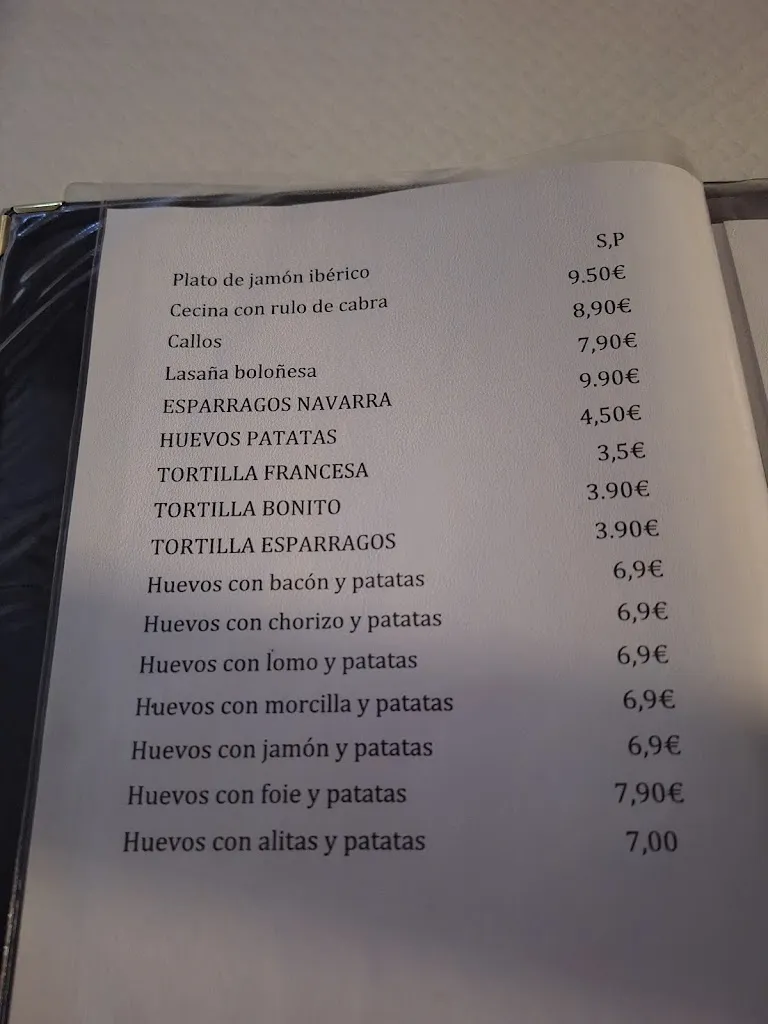 Plato de jamón ibérico S,P
Cecina con rulo de cabra 9.50€
Callos 8,90€
Lasaña boloñesa 7,90€
ESPARRAGOS NAVARRA 9.90€
HUEVOS PATATAS 4,50€
TORTILLA FRANCESA 3,5€
TORTILLA BONITO 3.90€
TORTILLA ESPARRAGOS 3.90€
Huevos con bacón y patatas 6,9€
Huevos con chorizo y patatas 6,9€
Huevos con lomo y patatas 6,9€
Huevos con morcilla y patatas 6,9€
Huevos con jamón y patatas 6,9€
Huevos con foie y patatas 7,90€
Huevos con alitas y patatas 7,00